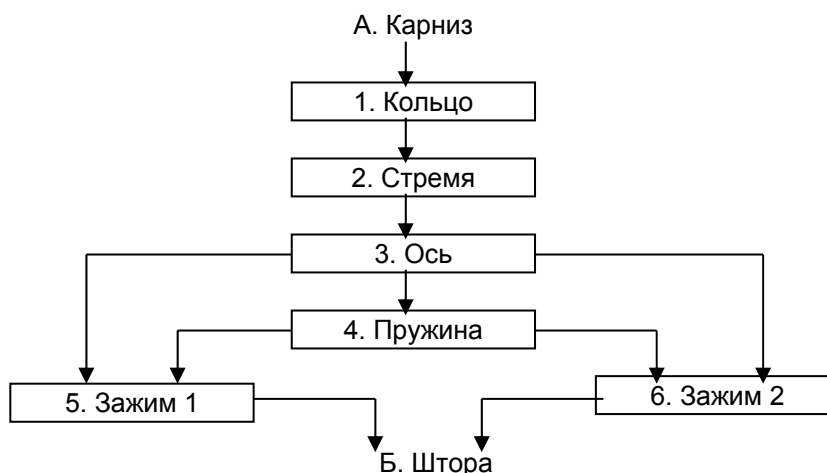 А. Карниз
1. Кольцо
2. Стремя
3. Ось
4. Пружина
5. Зажим 1
6. Зажим 2
Б. Штора